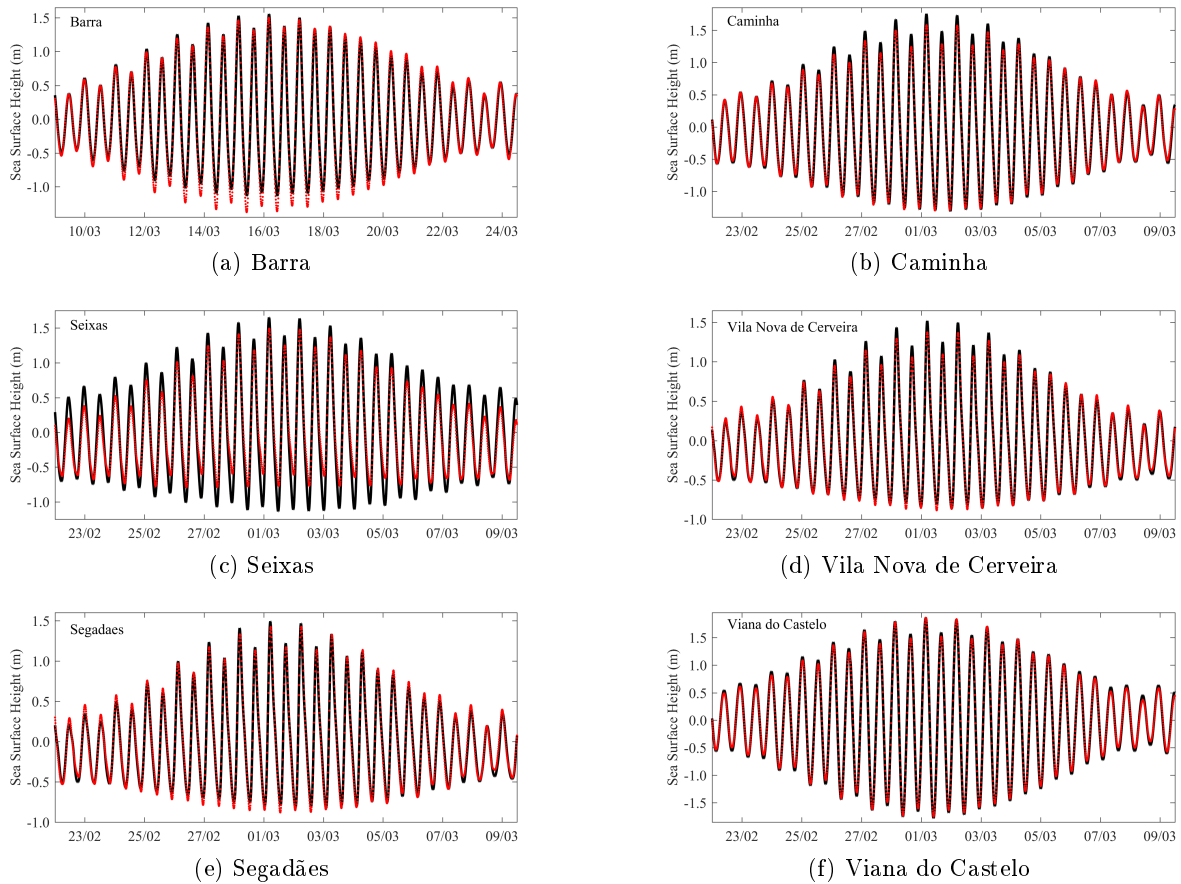 Barra
Sea Surface Height (m)
1.5
1.0
0.5
0.0
-0.5
-1.0
10/03 12/03 14/03 16/03 18/03 20/03 22/03 24/03
(a) Barra
Caminha
Sea Surface Height (m)
1.5
1.0
0.5
0.0
-0.5
-1.0
23/02 25/02 27/02 01/03 03/03 05/03 07/03 09/03
(b) Caminha
Seixas
Sea Surface Height (m)
1.5
1.0
0.5
0.0
-0.5
-1.0
23/02 25/02 27/02 01/03 03/03 05/03 07/03 09/03
(c) Seixas
Vila Nova de Cerveira
Sea Surface Height (m)
1.5
1.0
0.5
0.0
-0.5
-1.0
23/02 25/02 27/02 01/03 03/03 05/03 07/03 09/03
(d) Vila Nova de Cerveira
Segadaes
Sea Surface Height (m)
1.5
1.0
0.5
0.0
-0.5
-1.0
23/02 25/02 27/02 01/03 03/03 05/03 07/03 09/03
(e) Segadães
Viana do Castelo
Sea Surface Height (m)
1.5
1.0
0.5
0.0
-0.5
-1.0
-1.5
23/02 25/02 27/02 01/03 03/03 05/03 07/03 09/03
(f) Viana do Castelo